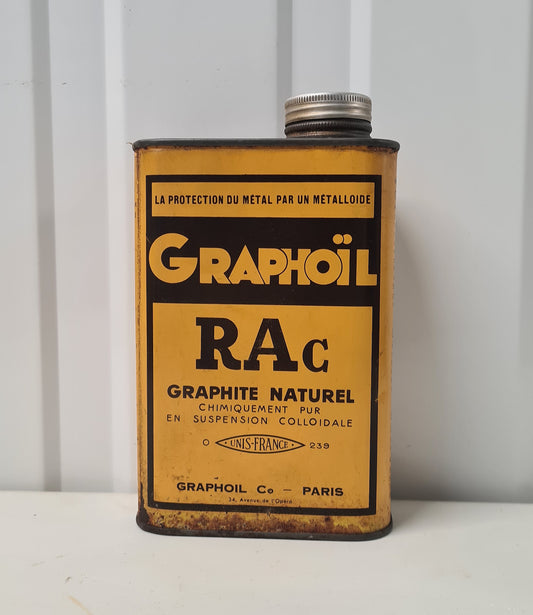 LA PROTECTION DU MÉTAL PAR UN MÉTALLOIDE
GRAPHOÏL
RAc
GRAPHITE NATUREL
CHIMIQUEMENT PUR
EN SUSPENSION COLLOIDALE
O UNIS-FRANCE 239
GRAPHOIL Co — PARIS
34, Avenue de l'Opéra